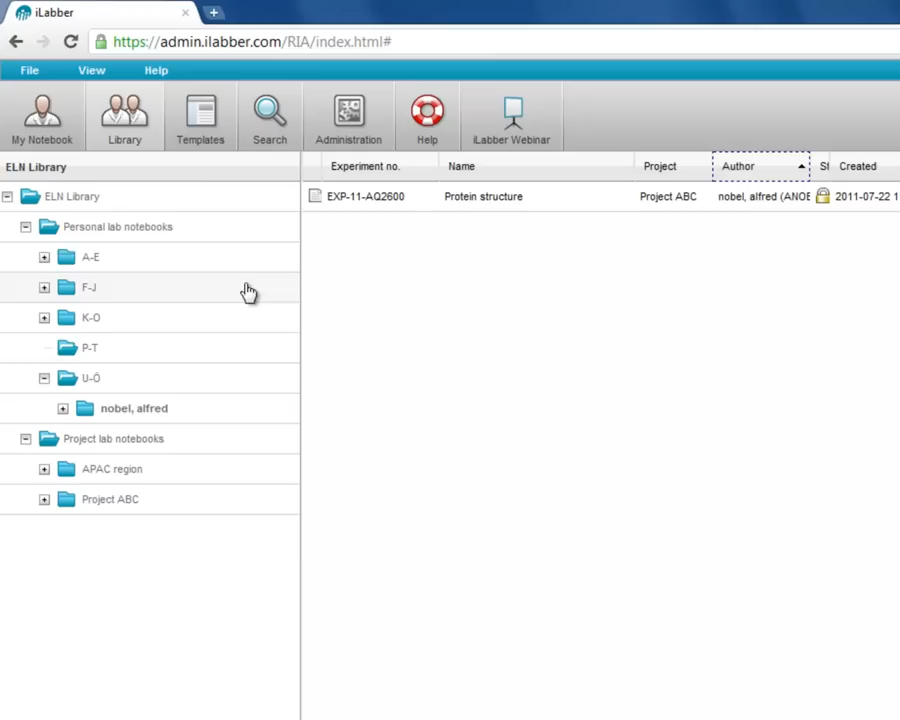 iLabber
https://admin.ilabber.com/RIA/index.html#
File View Help
My Notebook Library Templates Search Administration Help iLabber Webinar
ELN Library Experiment no. Name Project Author St Created
ELN Library EXP-11-AQ2600 Protein structure Project ABC nobel, alfred (ANOB 2011-07-22 1
Personal lab notebooks
A-E
F-J
K-O
P-T
U-Ö
nobel, alfred
Project lab notebooks
APAC region
Project ABC